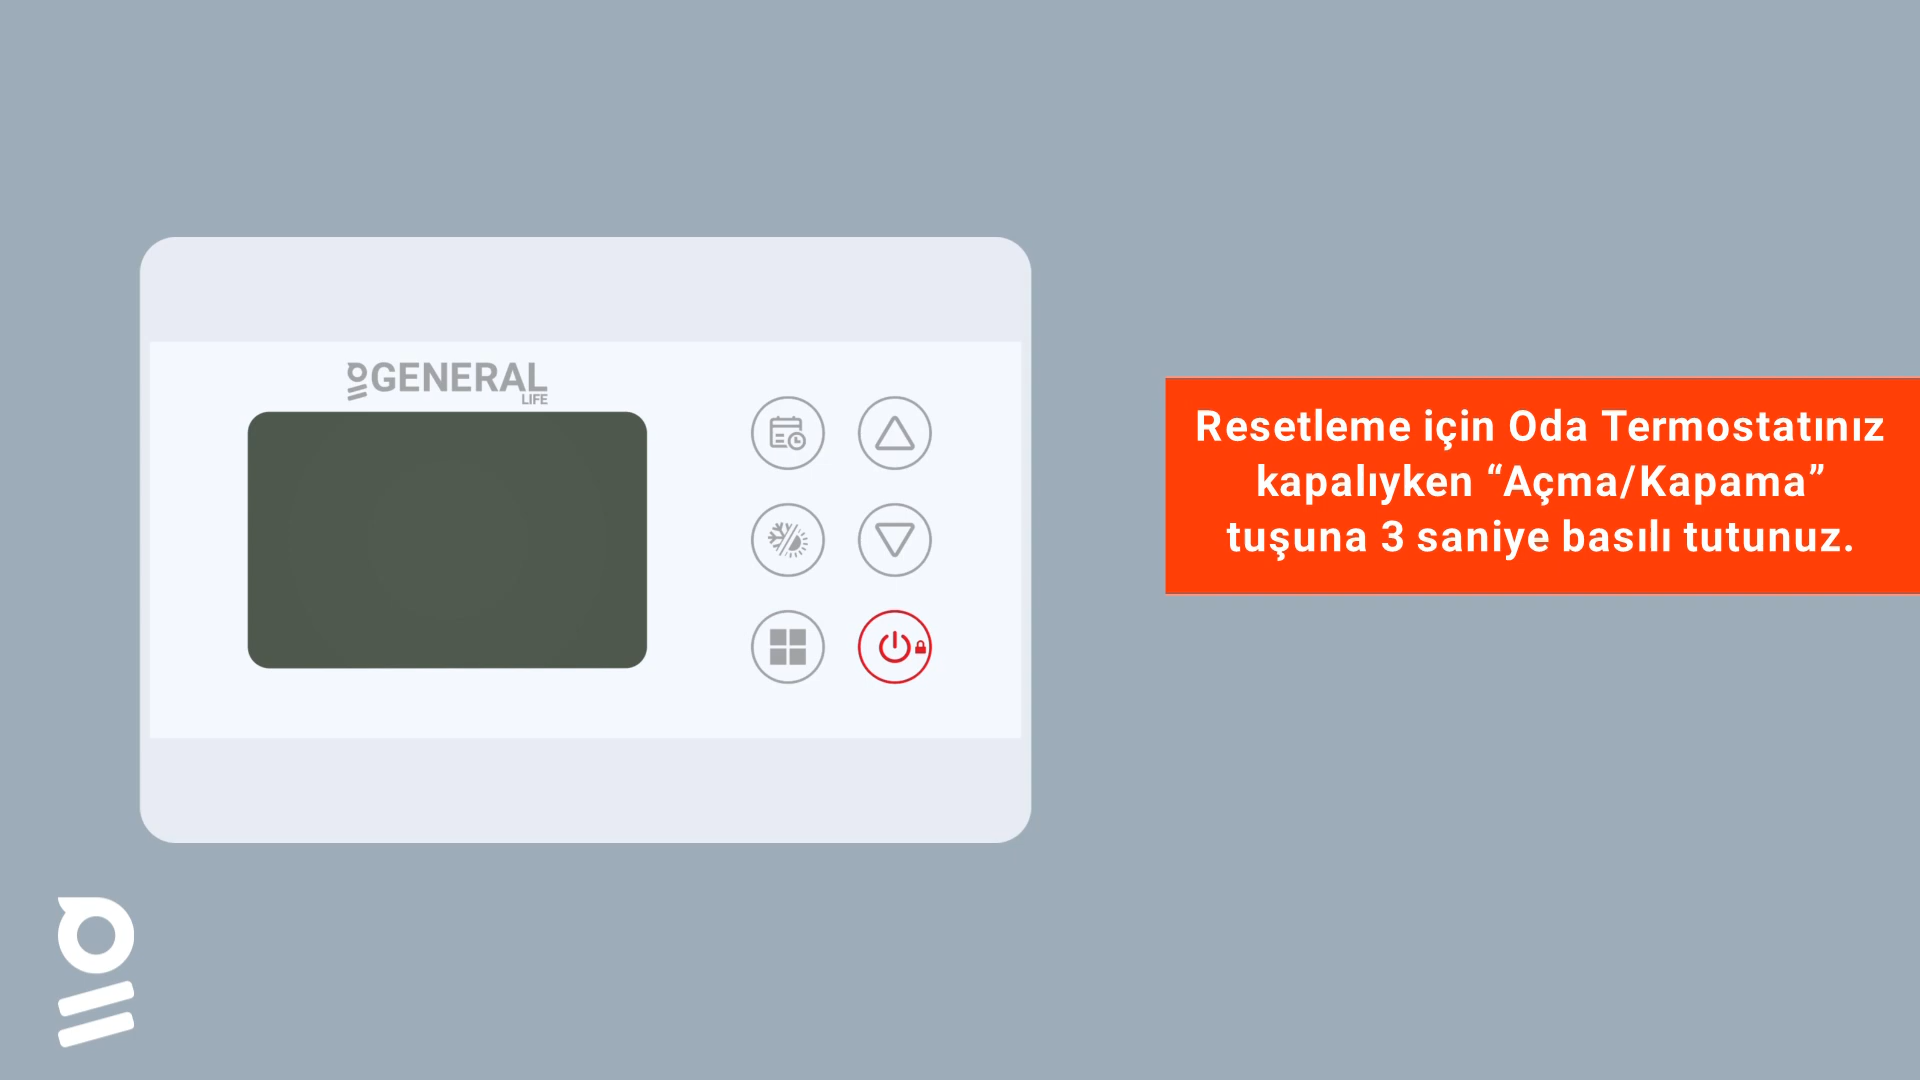 GENERAL
LIFE
Resetleme için Oda Termostatınız
kapalıyken “Açma/Kapama”
tuşuna 3 saniye basılı tutunuz.